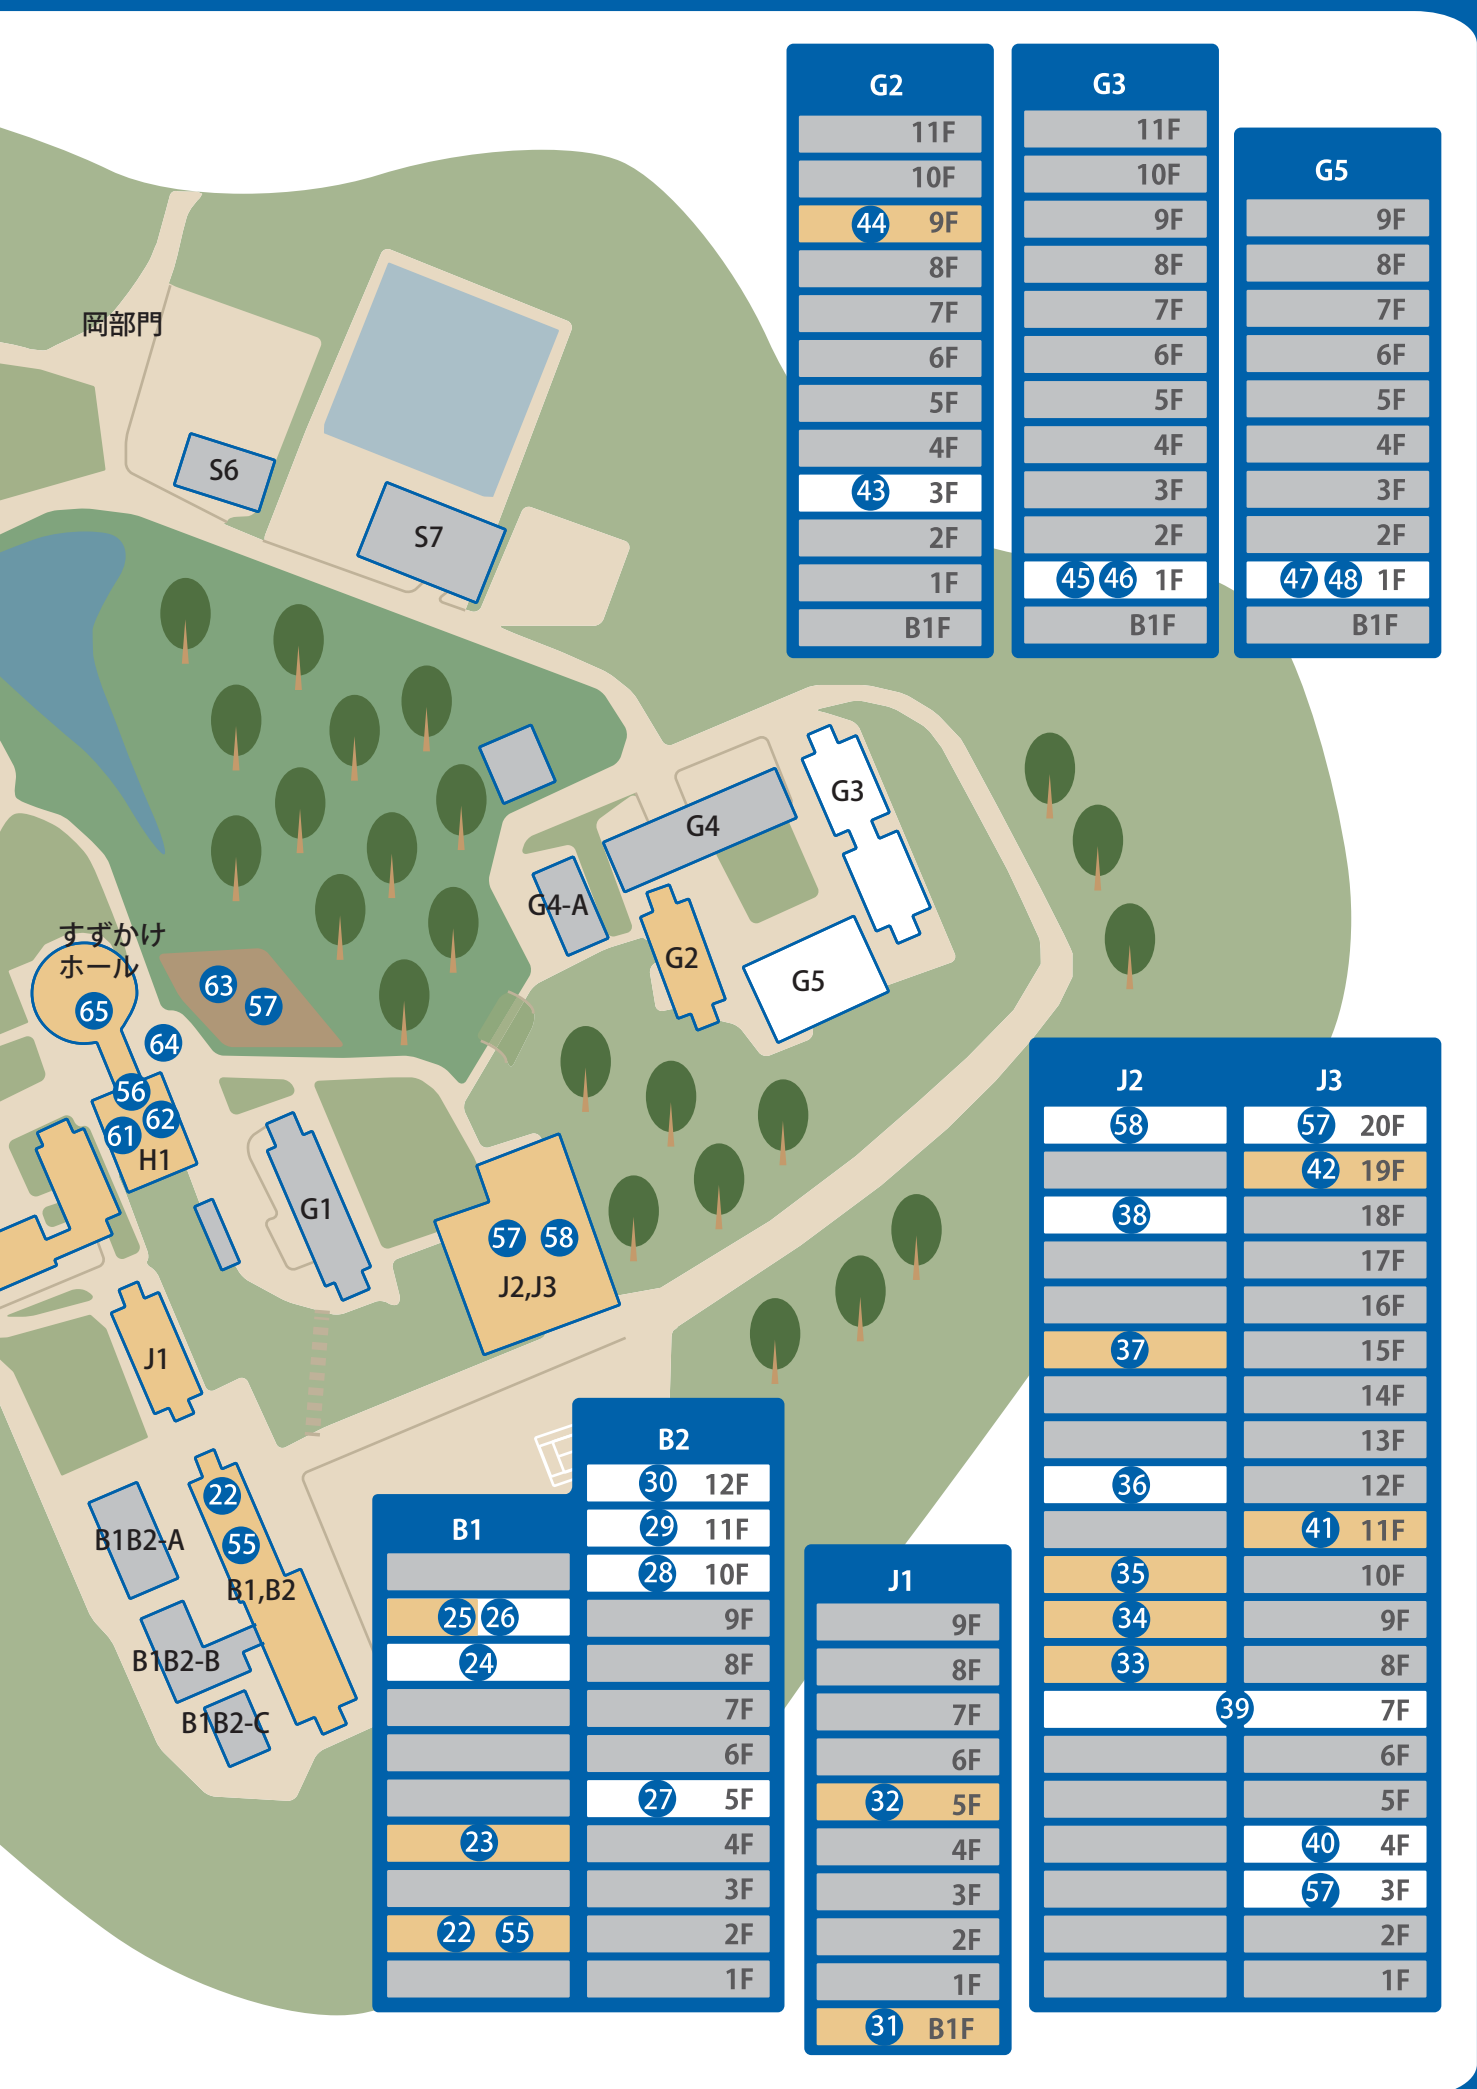 G2
11F
10F
44 9F
8F
7F
6F
5F
4F
43 3F
2F
1F
B1F
G3
11F
10F
9F
8F
7F
6F
5F
4F
3F
2F
45 46 1F
B1F
G5
9F
8F
7F
6F
5F
4F
3F
2F
47 48 1F
B1F
岡部門
S6
S7
G3
G4
G4-A
G2
G5
すずかけ
ホール
65
63
57
64
56
62
61
H1
G1
57 58
J2,J3
J1
22
55
B1B2-A
B1,B2
B1B2-B
B1B2-C
J2 J3
58 57 20F
42 19F
38 18F
17F
16F
37 15F
14F
13F
36 12F
41 11F
35 10F
34 9F
33 8F
39 7F
6F
5F
40 4F
57 3F
2F
1F
B2
30 12F
29 11F
B1
28 10F
25 26 9F
24 8F
7F
6F
27 5F
23 4F
3F
22 55 2F
1F
J1
9F
8F
7F
6F
32 5F
4F
3F
2F
1F
31 B1F